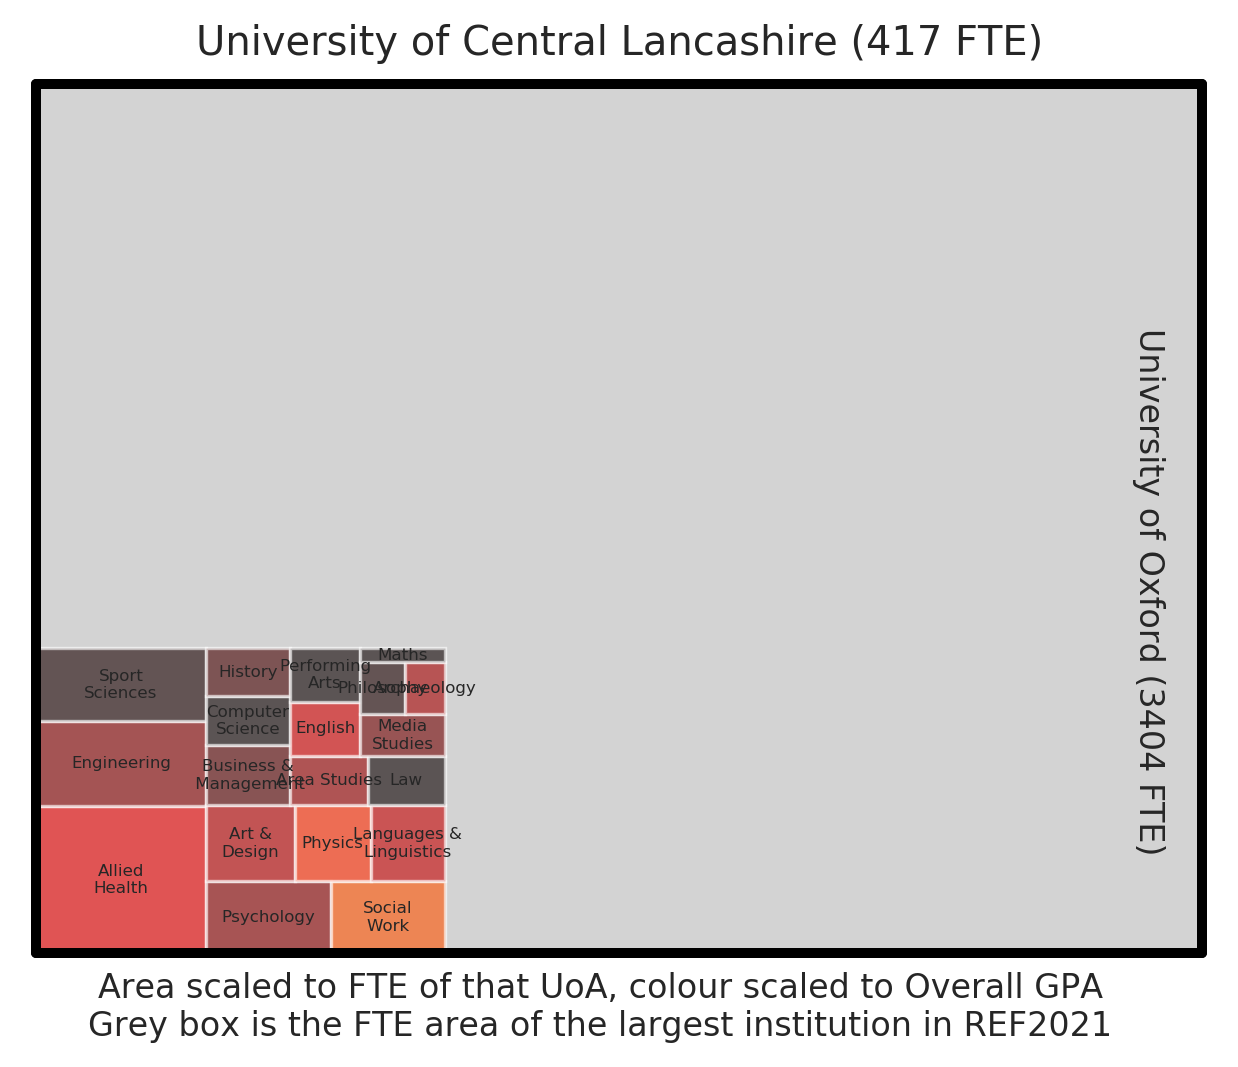 University of Central Lancashire (417 FTE)
University of Oxford (3404 FTE)
Maths
Sport
Sciences
History
Performing
Arts
Philosophy
Archaeology
Computer
Science
English
Media
Studies
Engineering
Business &
Management
Area Studies
Law
Art &
Design
Physics
Languages &
Linguistics
Allied
Health
Psychology
Social
Work
Area scaled to FTE of that UoA, colour scaled to Overall GPA
Grey box is the FTE area of the largest institution in REF2021